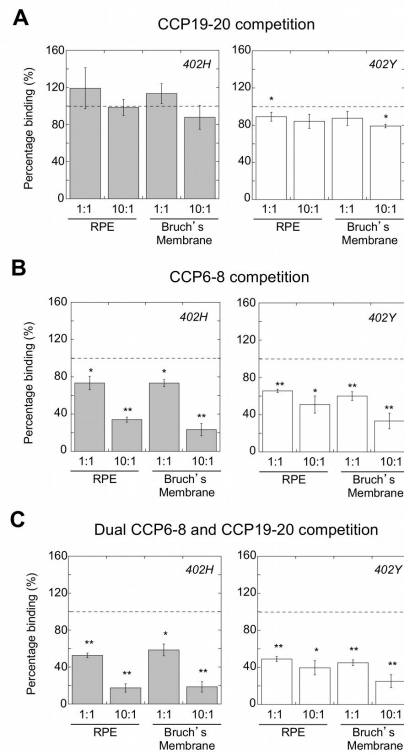 A
CCP19-20 competition
Percentage binding (%)
160
120
80
40
0
402H
1:1 10:1 1:1 10:1
RPE Bruch's Membrane
160
120
80
40
0
402Y
* *
1:1 10:1 1:1 10:1
RPE Bruch's Membrane
B
CCP6-8 competition
Percentage binding (%)
160
120
80
40
0
402H
* ** * **
1:1 10:1 1:1 10:1
RPE Bruch's Membrane
160
120
80
40
0
402Y
** * ** **
1:1 10:1 1:1 10:1
RPE Bruch's Membrane
C
Dual CCP6-8 and CCP19-20 competition
Percentage binding (%)
160
120
80
40
0
402H
** ** * **
1:1 10:1 1:1 10:1
RPE Bruch's Membrane
160
120
80
40
0
402Y
** * ** **
1:1 10:1 1:1 10:1
RPE Bruch's Membrane